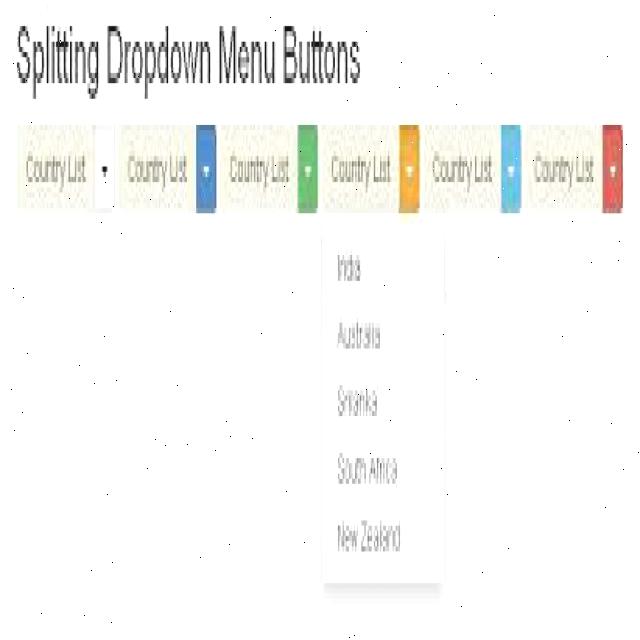 Splitting Dropdown Menu Buttons
Country List Country List Country List Country List Country List Country List
India
Australia
Srilanka
South Africa
New Zealand